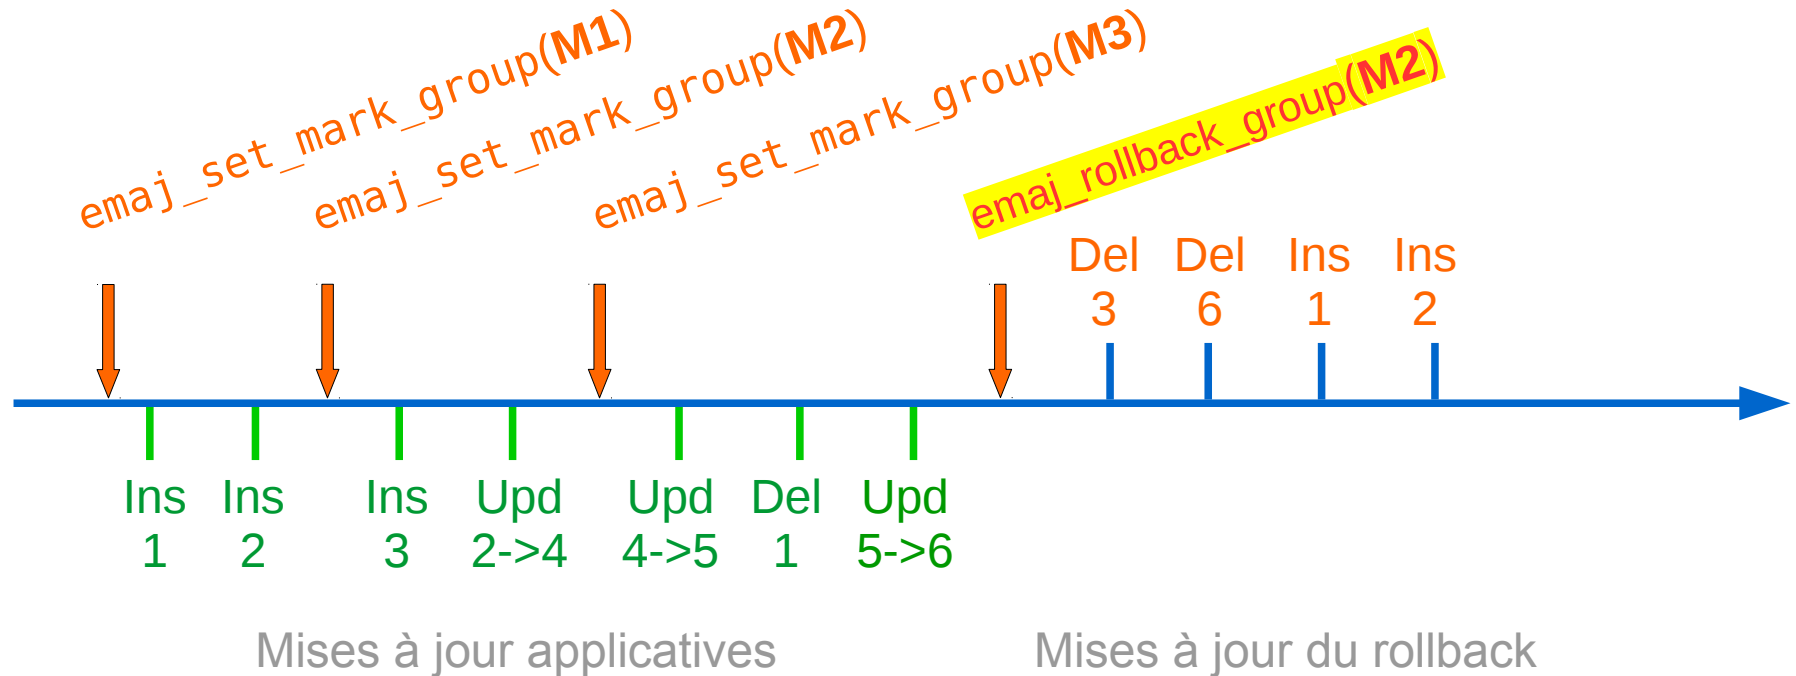 emaj_set_mark_group(M1)
emaj_set_mark_group(M2)
emaj_set_mark_group(M3)
emaj_rollback_group(M2)
Del Del Ins Ins
3 6 1 2
Ins Ins Ins Upd Upd Del Upd
1 2 3 2->4 4->5 1 5->6
Mises à jour applicatives Mises à jour du rollback